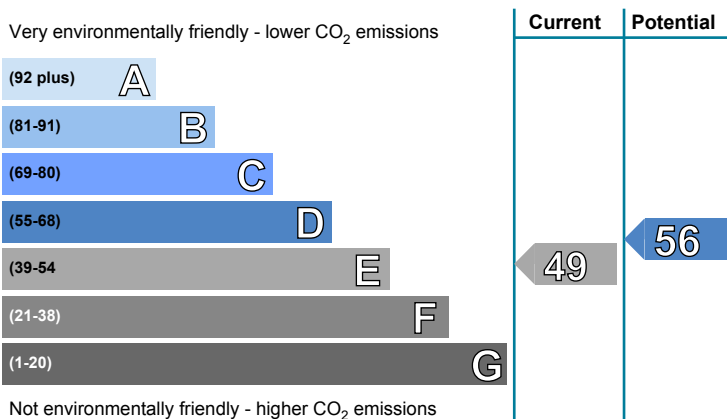 Very environmentally friendly - lower CO2 emissions
Current
Potential
(92 plus) A
(81-91) B
(69-80) C
(55-68) D
(39-54 E
(21-38) F
(1-20) G
49
56
Not environmentally friendly - higher CO2 emissions